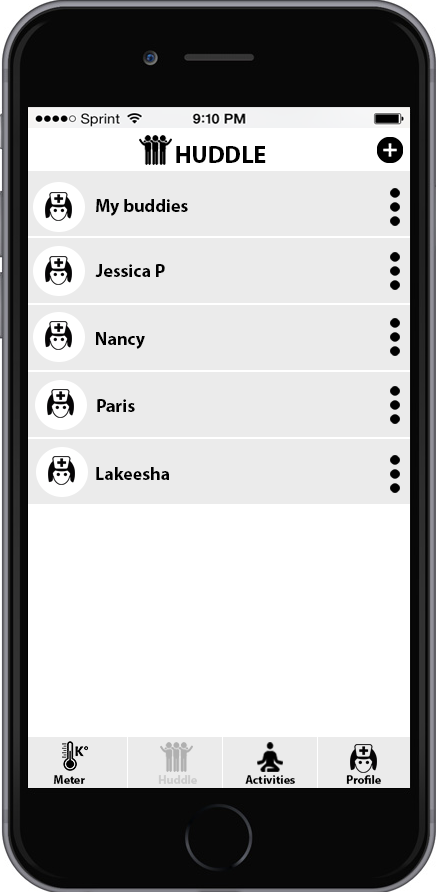 Sprint 9:10 PM
HUDDLE
My buddies
Jessica P
Nancy
Paris
Lakeesha
K°
Meter Huddle Activities Profile